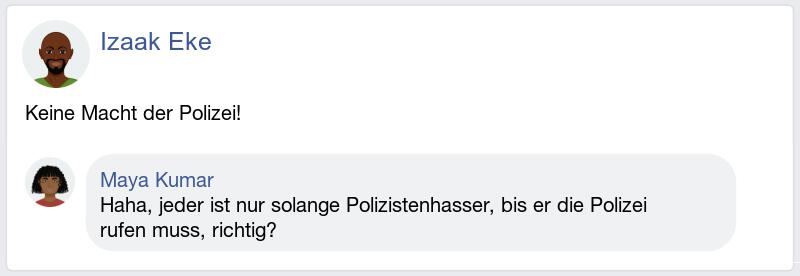 Izaak Eke
Keine Macht der Polizei!
Maya Kumar
Haha, jeder ist nur solange Polizistenhasser, bis er die Polizei
rufen muss, richtig?